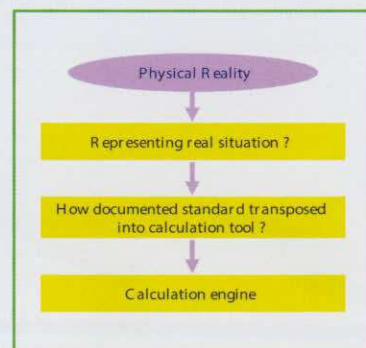 Physical Reality
Representing real situation ?
How documented standard transposed
into calculation tool ?
Calculation engine